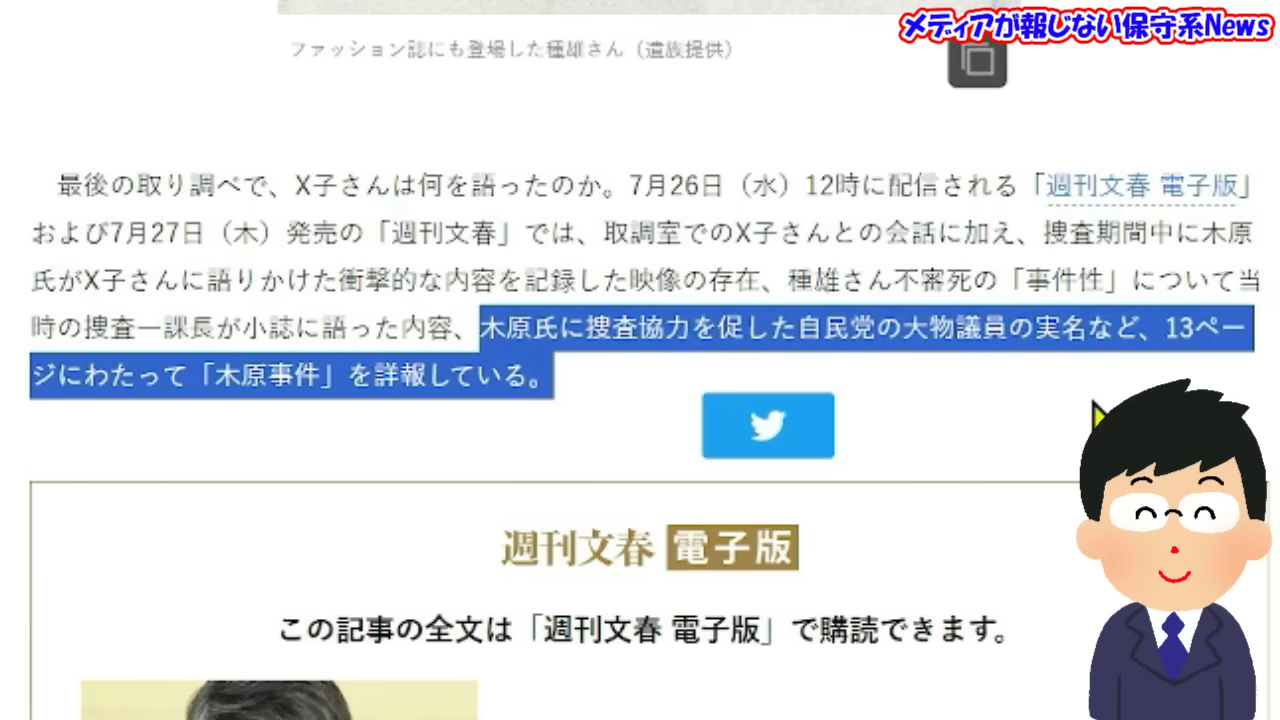 メディアが報じない保守系News
ファッション誌にも登場した種雄さん（遺族提供）
最後の取り調べで、X子さんは何を語ったのか。7月26日（水）12時に配信される「週刊文春 電子版」
および7月27日（木）発売の「週刊文春」では、取調室でのX子さんとの会話に加え、捜査期間中に木原
氏がX子さんに語りかけた衝撃的な内容を記録した映像の存在、種雄さん不審死の「事件性」について当
時の捜査一課長が小誌に語った内容、木原氏に捜査協力を促した自民党の大物議員の実名など、13ペー
ジにわたって「木原事件」を詳報している。
週刊文春 電子版
この記事の全文は「週刊文春 電子版」で購読できます。